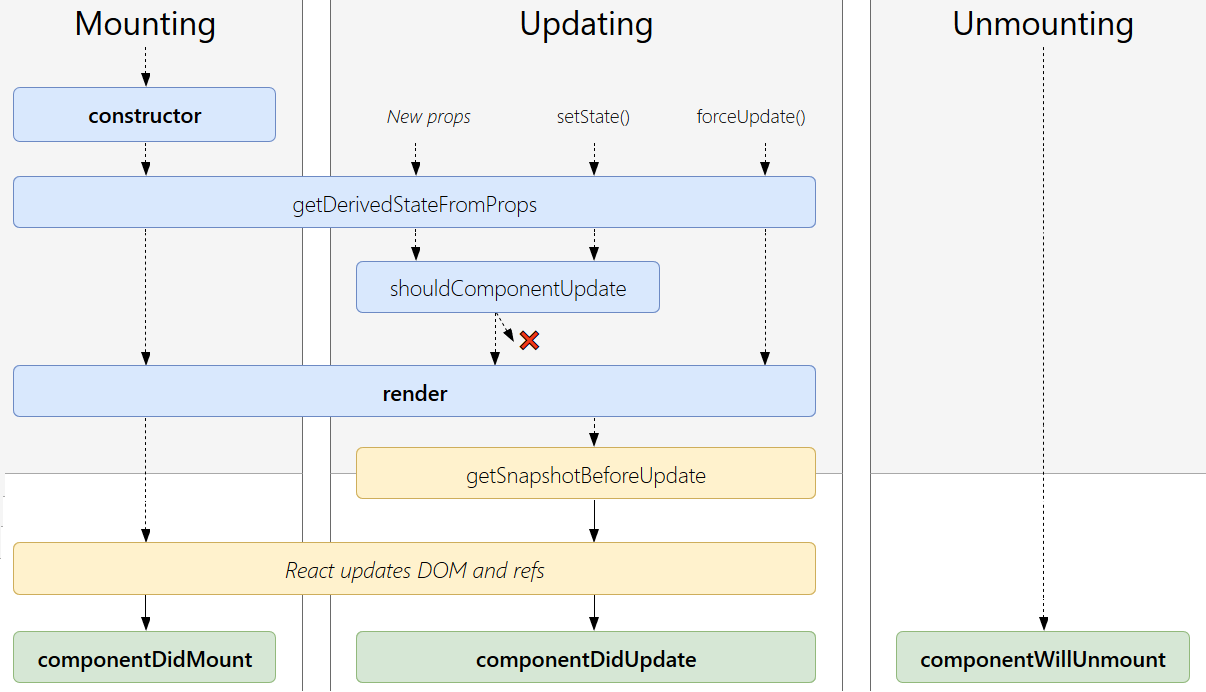 Mounting
Updating
Unmounting
constructor
New props
setState()
forceUpdate()
getDerivedStateFromProps
shouldComponentUpdate
render
getSnapshotBeforeUpdate
React updates DOM and refs
componentDidMount
componentDidUpdate
componentWillUnmount